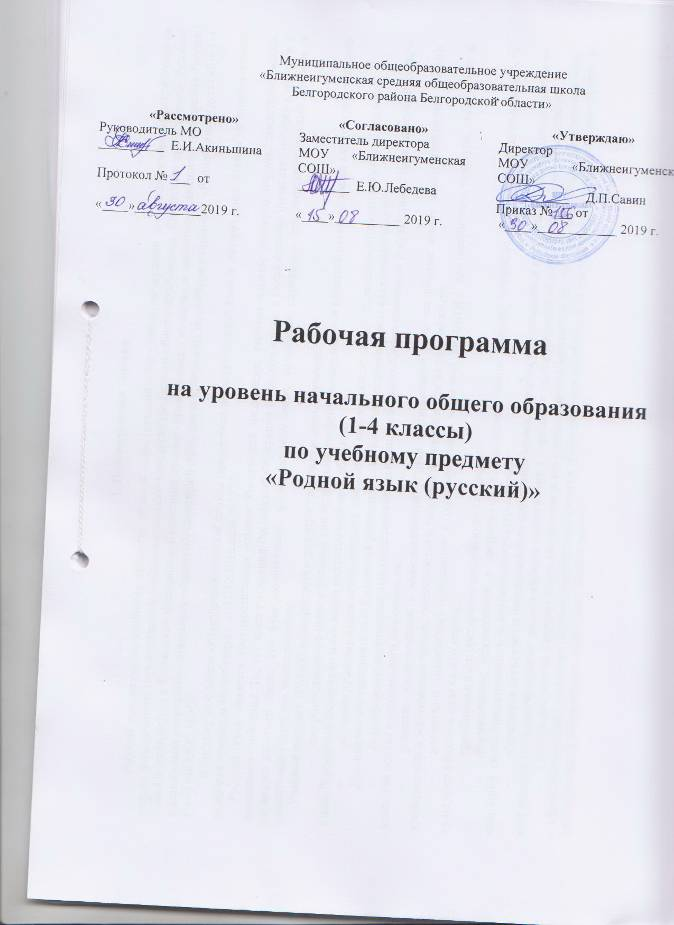 Муниципальное общеобразовательное учреждение
«Ближнеигуменская средняя общеобразовательная школа
Белгородского района Белгородской области»
«Рассмотрено»
Руководитель МО
Е.И.Акиньшина
Протокол № 1 от
«30» августа 2019 г.
«Согласовано»
Заместитель директора
МОУ «Ближнеигуменская
СОШ»
Е.Ю.Лебедева
«15» 08 2019 г.
«Утверждаю»
Директор
МОУ «Ближнеигуменск
СОШ»
Д.П.Савин
Приказ № от
«30» 08 2019 г.
Рабочая программа
на уровень начального общего образования
(1-4 классы)
по учебному предмету
«Родной язык (русский)»